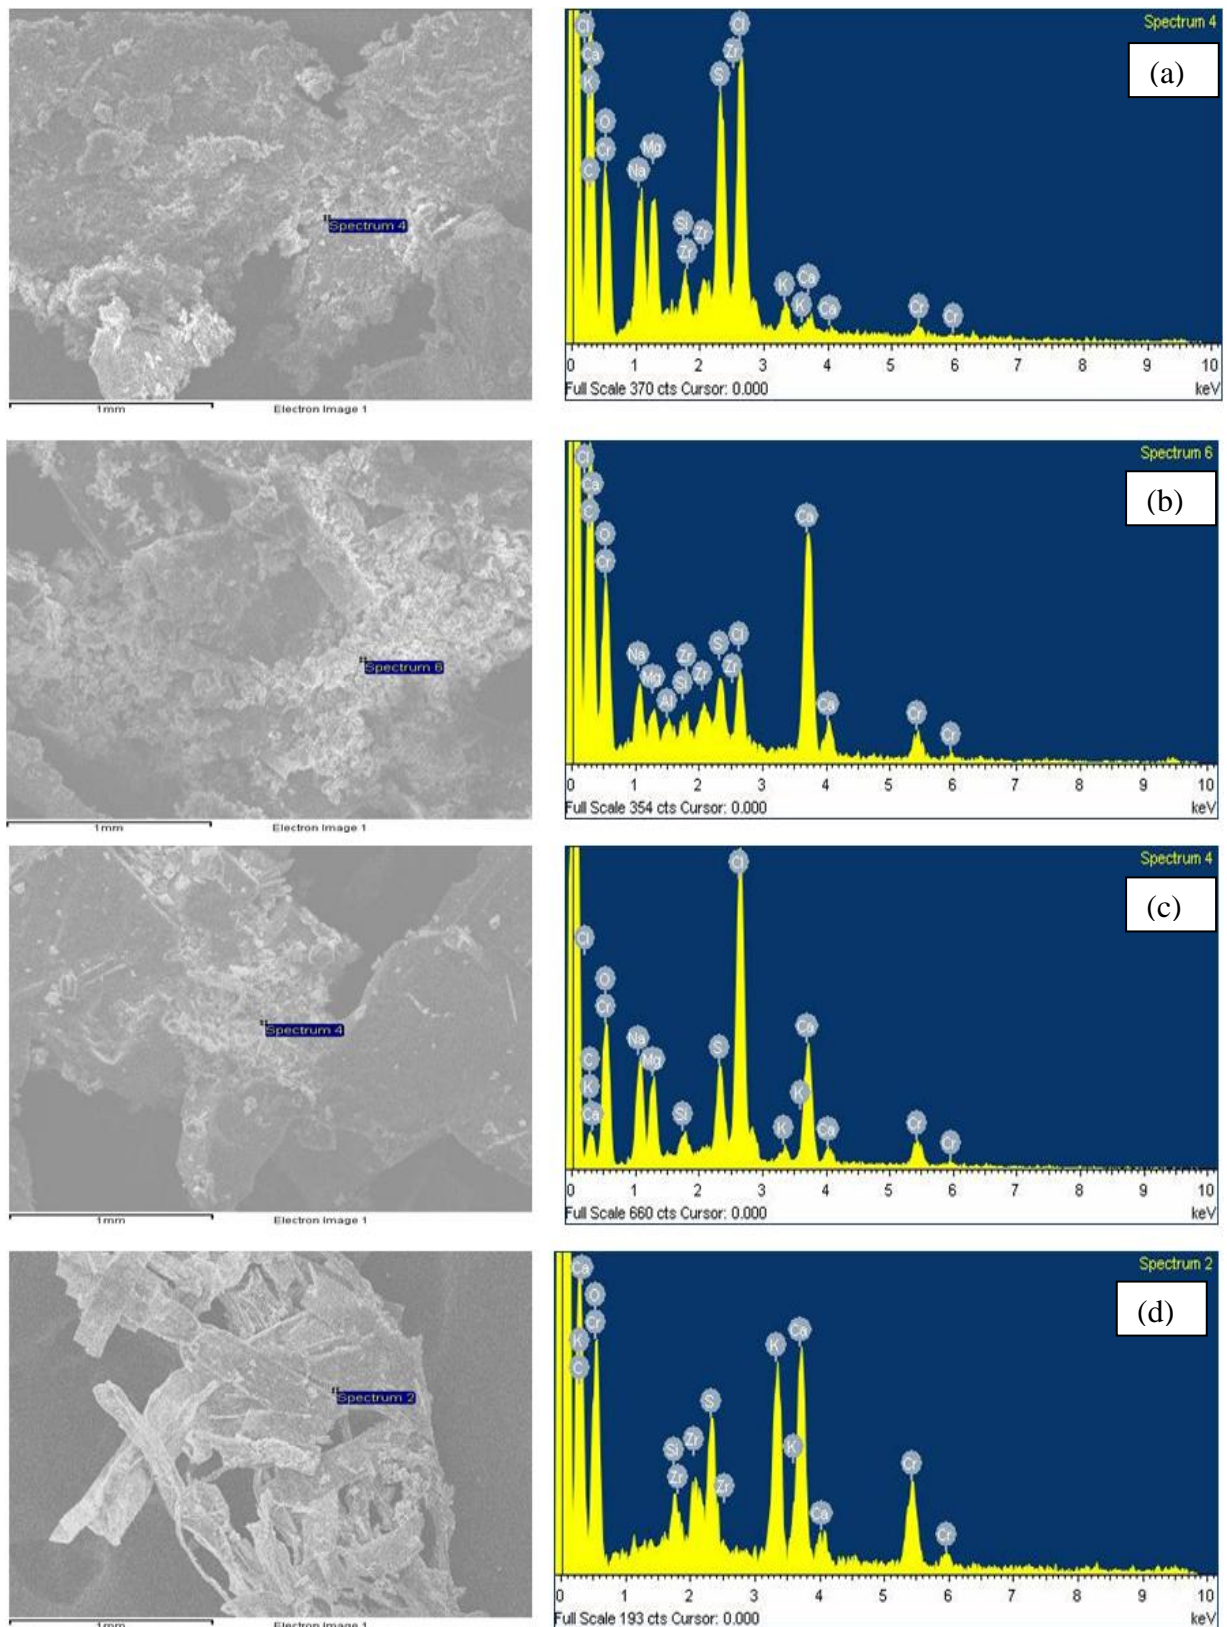 Spectrum 4
(a)
Cl
Cl
Ca
Zr
K
S
O
Cr
Mg
C
Na
Si
Zr
Zr
K
Ca
K
Ca
Cr
Cr
Spectrum 4
0 1 2 3 4 5 6 7 8 9 10
Full Scale 370 cts Cursor: 0.000
keV
1mm
Electron Image 1
Spectrum 6
(b)
Cl
Ca
C
O
Cr
Ca
Na
Mg
Al
Zr
Si
Zr
S
Cl
Zr
Ca
Cr
Cr
Spectrum 6
0 1 2 3 4 5 6 7 8 9 10
Full Scale 354 cts Cursor: 0.000
keV
1mm
Electron Image 1
Spectrum 4
(c)
Cl
Cl
O
Cr
Na
Mg
C
K
Ca
Si
S
K
K
Ca
Ca
Cr
Cr
Spectrum 4
0 1 2 3 4 5 6 7 8 9 10
Full Scale 660 cts Cursor: 0.000
keV
1mm
Electron Image 1
Spectrum 2
(d)
Ca
O
Cr
K
C
Si
Zr
Zr
S
Zr
K
K
Ca
Ca
Cr
Cr
Spectrum 2
0 1 2 3 4 5 6 7 8 9 10
Full Scale 193 cts Cursor: 0.000
keV
1mm
Electron Image 1